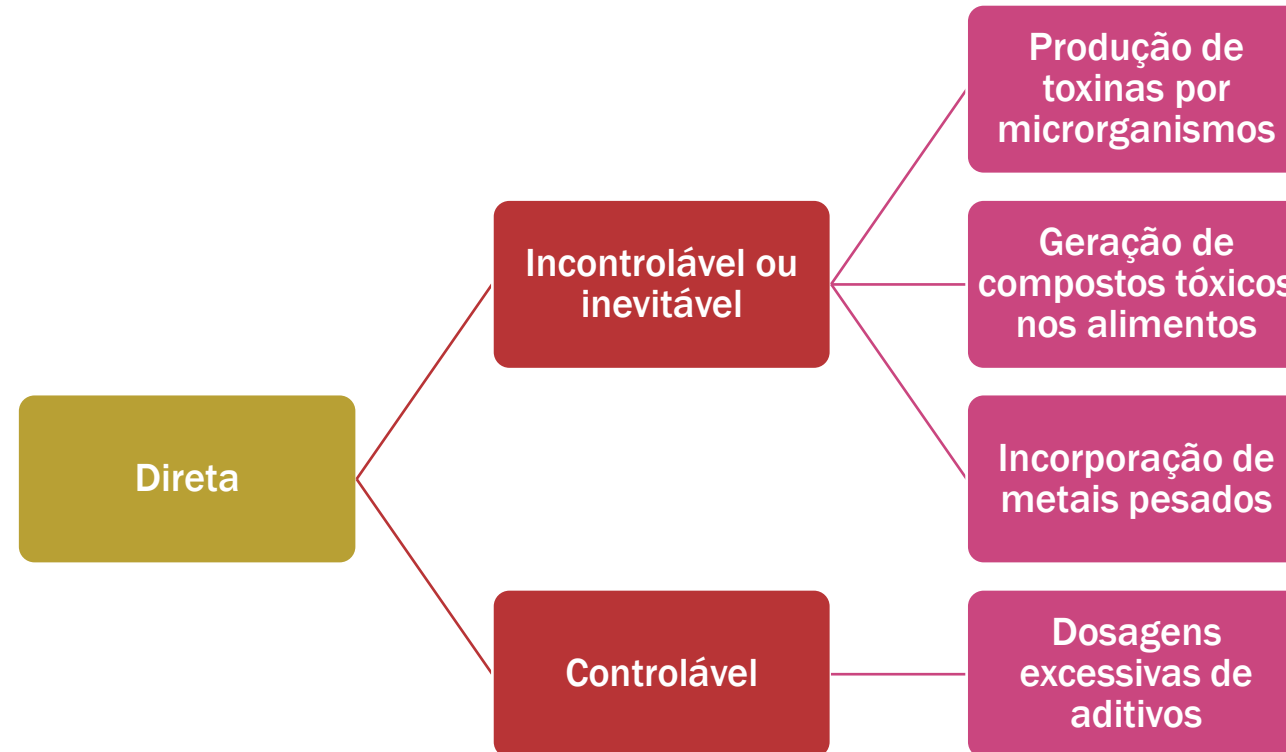 Produção de
toxinas por
microrganismos
Incontrolável ou
inevitável
Geração de
compostos tóxicos
nos alimentos
Direta
Incorporação de
metais pesados
Controlável
Dosagens
excessivas de
aditivos